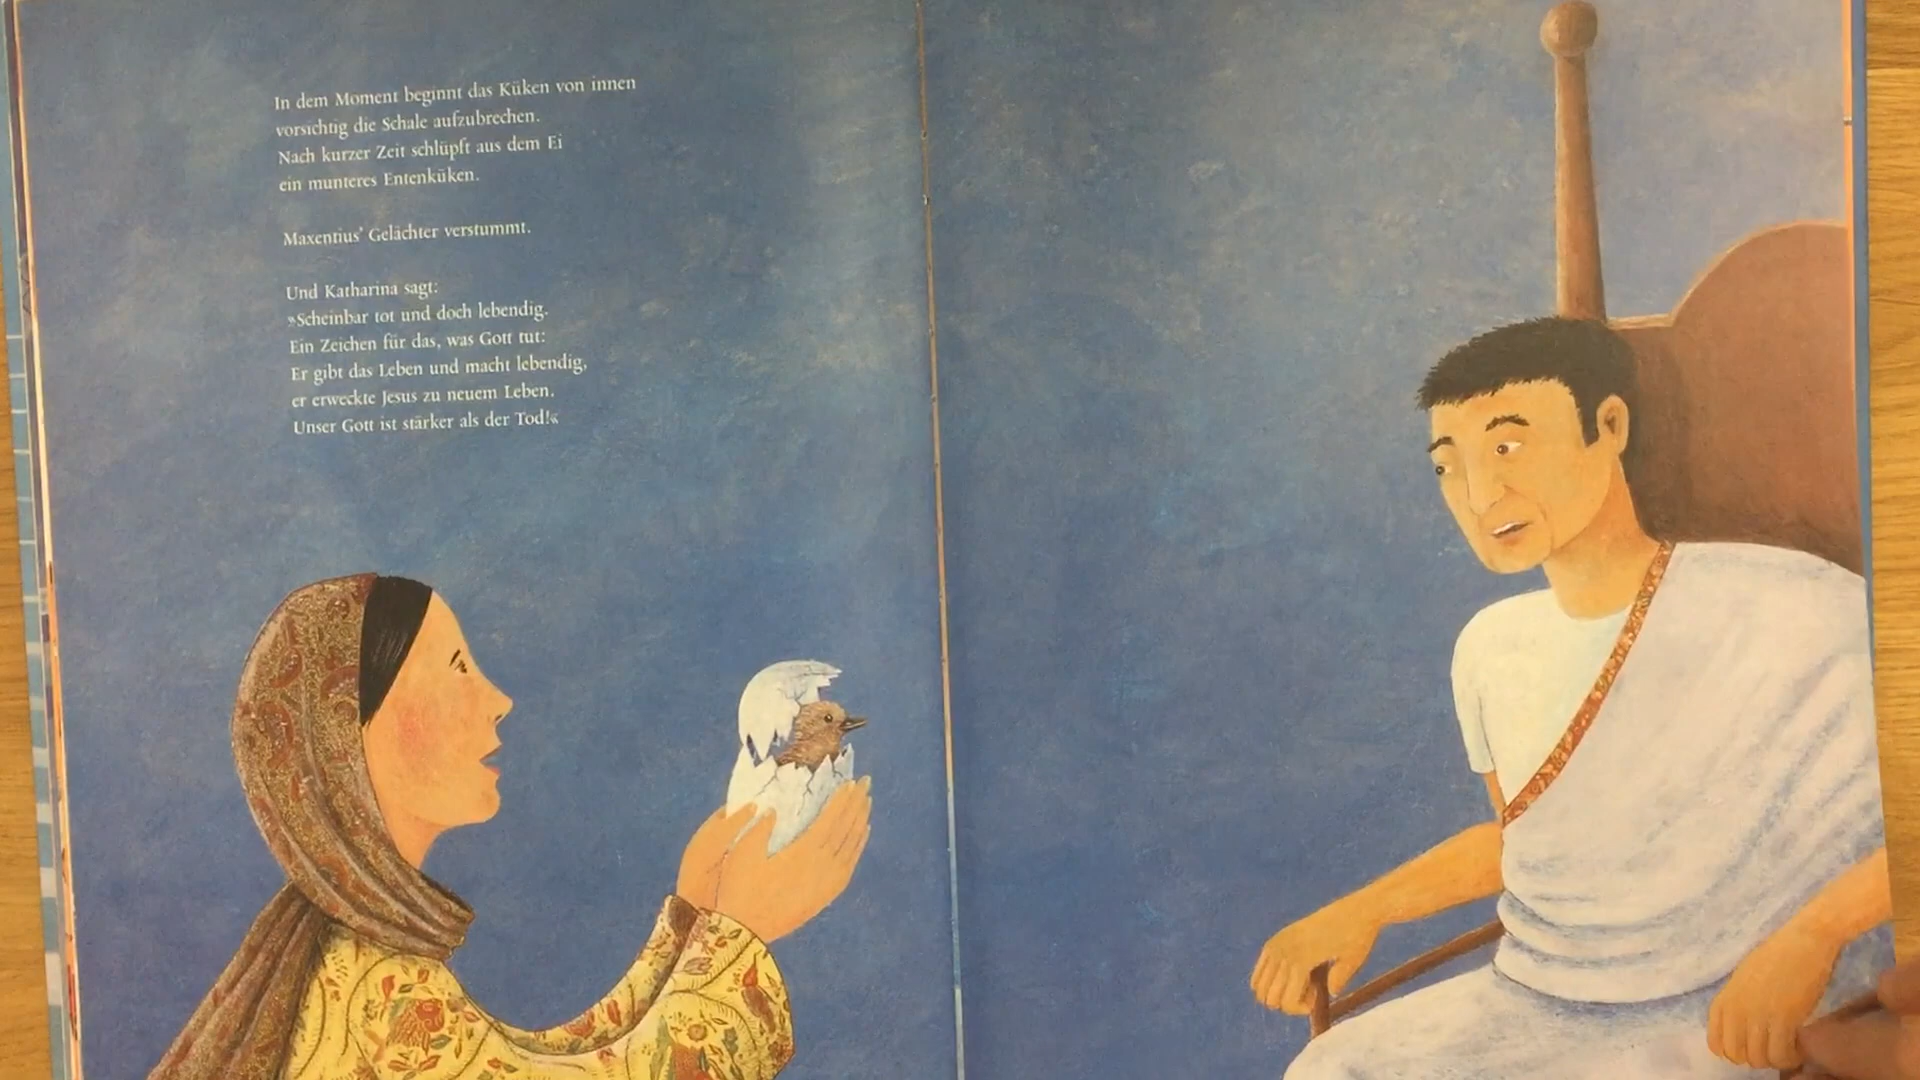 In dem Moment beginnt das Küken von innen
vorsichtig die Schale aufzubrechen.
Nach kurzer Zeit schlüpft aus dem Ei
ein munteres Entenküken.
Maxentius’ Gelächter verstummt.
Und Katharina sagt:
»Scheinbar tot und doch lebendig.
Ein Zeichen für das, was Gott tut:
Er gibt das Leben und macht lebendig,
er erweckte Jesus zu neuem Leben.
Unser Gott ist stärker als der Tod!«